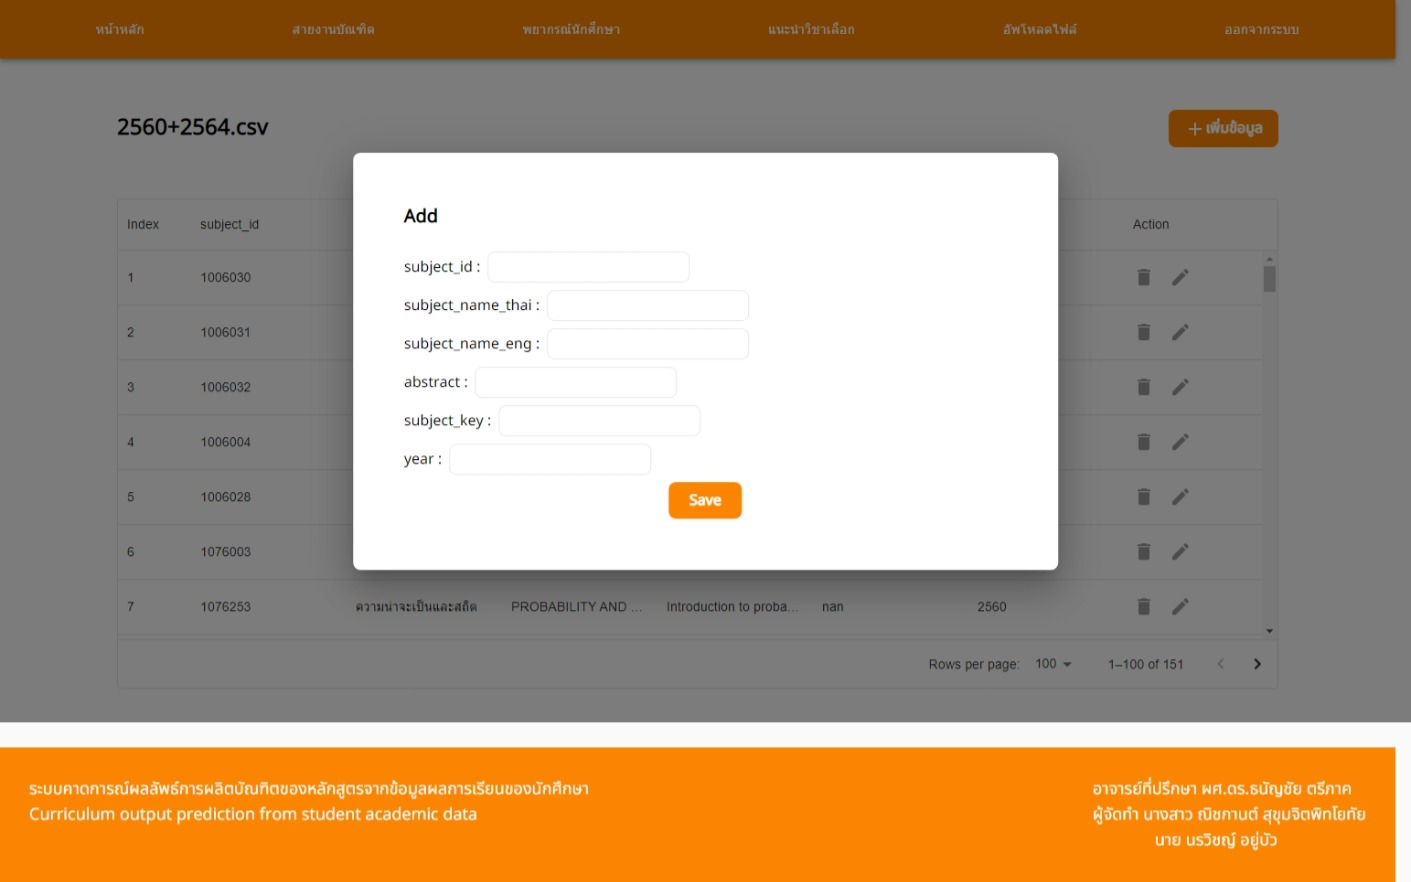 หน้าหลัก สายงานบัณฑิต พยากรณ์นักศึกษา แนะนำวิชาเลือก อัพโหลดไฟล์ ออกจากระบบ
2560+2564.csv
+ เพิ่มข้อมูล
Index subject_id Action
1 1006030
2 1006031
3 1006032
4 1006004
5 1006028
6 1076003
7 1076253 ความน่าจะเป็นและสถิติ PROBABILITY AND ... Introduction to proba... nan 2560
Add
subject_id :
subject_name_thai :
subject_name_eng :
abstract :
subject_key :
year :
Save
Rows per page: 100 1–100 of 151
ระบบคาดการณ์ผลลัพธ์การผลิตบัณฑิตของหลักสูตรจากข้อมูลผลการเรียนของนักศึกษา
Curriculum output prediction from student academic data
อาจารย์ที่ปรึกษา ผศ.ดร.ธนัญชัย ตรีภาค
ผู้จัดทำ นางสาว ณิชกานต์ สุขุมจิตพิทโยทัย
นาย นรวิชญ์ อยู่บัว